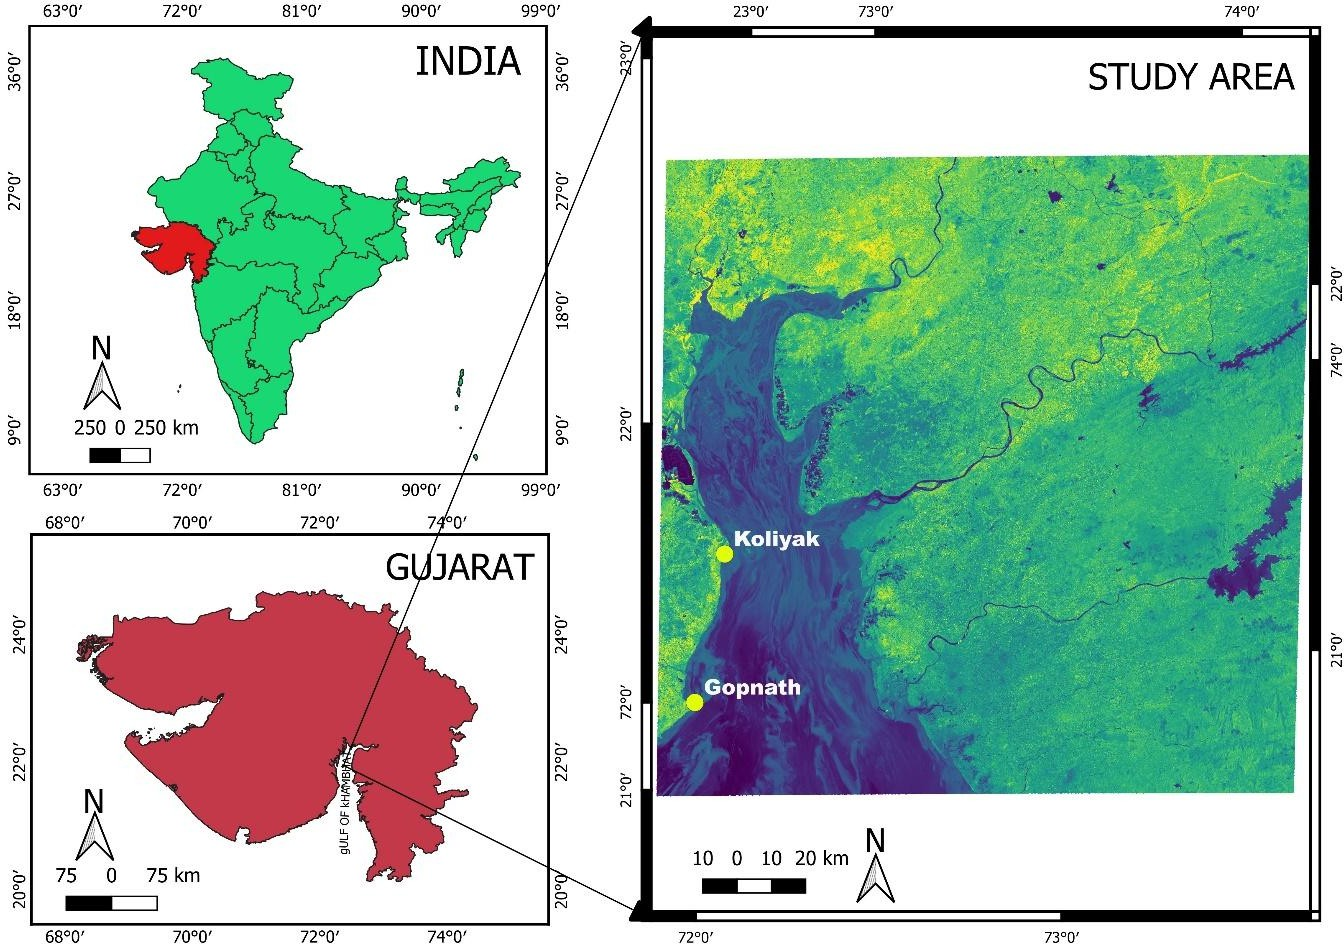 63°0′ 72°0′ 81°0′ 90°0′ 99°0′
INDIA
36°0′ 36°0′
27°0′ 27°0′
18°0′ 18°0′
9°0′ 9°0′
N
250 0 250 km
63°0′ 72°0′ 81°0′ 90°0′ 99°0′
68°0′ 70°0′ 72°0′ 74°0′
GUJARAT
24°0′ 24°0′
22°0′ 22°0′
20°0′ 20°0′
gULF OF kHAMBHAT
N
75 0 75 km
68°0′ 70°0′ 72°0′ 74°0′
23°0′ 73°0′ 74°0′
STUDY AREA
23°0′
22°0′
74°0′
22°0′
Koliyak
21°0′
Gopnath
72°0′
21°0′
10 0 10 20 km
N
72°0′ 73°0′